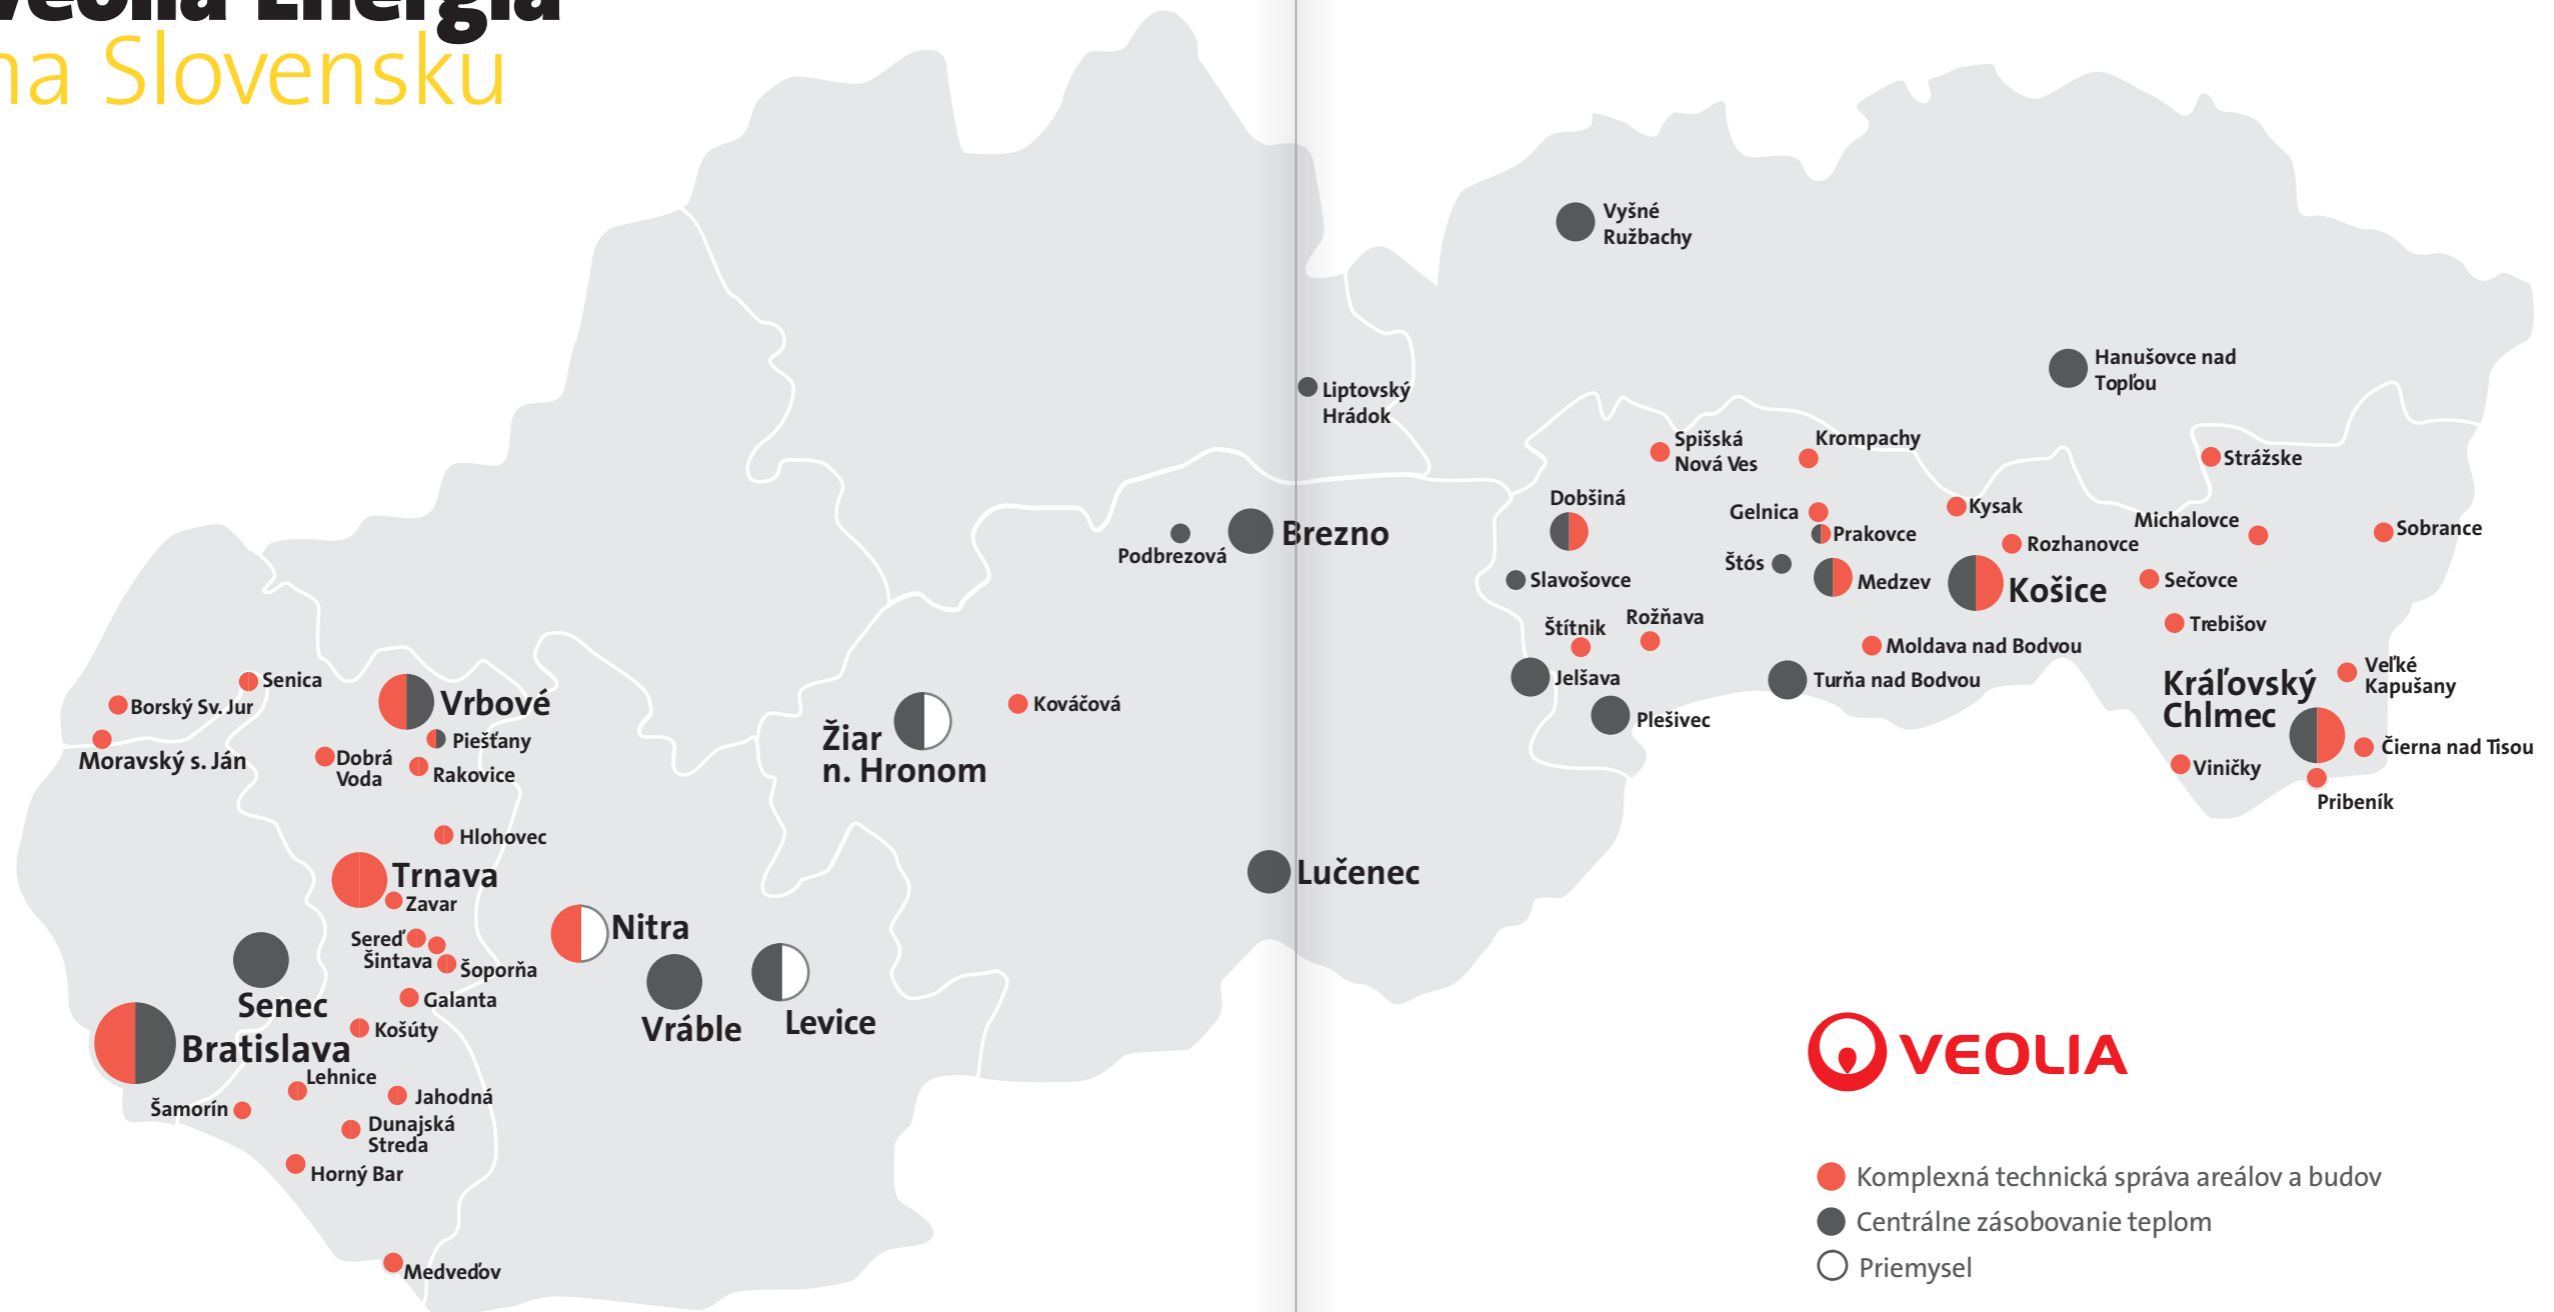 Veolia Energia
na Slovensku
Vyšné
Ružbachy
Hanušovce nad
Topľou
Liptovský
Hrádok
Spišská
Nová Ves
Krompachy
Strážske
Dobšiná
Gelnica
Kysak
Michalovce
Sobrance
Podbrezová
Brezno
Prakovce
Rozhanovce
Štós
Slavošovce
Medzev
Košice
Sečovce
Štítnik
Rožňava
Trebišov
Moldava nad Bodvou
Jelšava
Turňa nad Bodvou
Plešivec
Kráľovský
Chlmec
Veľké
Kapušany
Čierna nad Tisou
Viničky
Pribeník
Senica
Borský Sv. Jur
Moravský s. Ján
Vrbové
Piešťany
Dobrá
Voda
Rakovice
Kováčová
Žiar
n. Hronom
Hlohovec
Trnava
Zavar
Lučenec
Sereď
Šintava
Šoporňa
Nitra
Senec
Galanta
Vráble
Levice
Košúty
Bratislava
Lehnice
Jahodná
Šamorín
Dunajská
Streda
Horný Bar
Medveďov
VEOLIA
Komplexná technická správa areálov a budov
Centrálne zásobovanie teplom
Priemysel